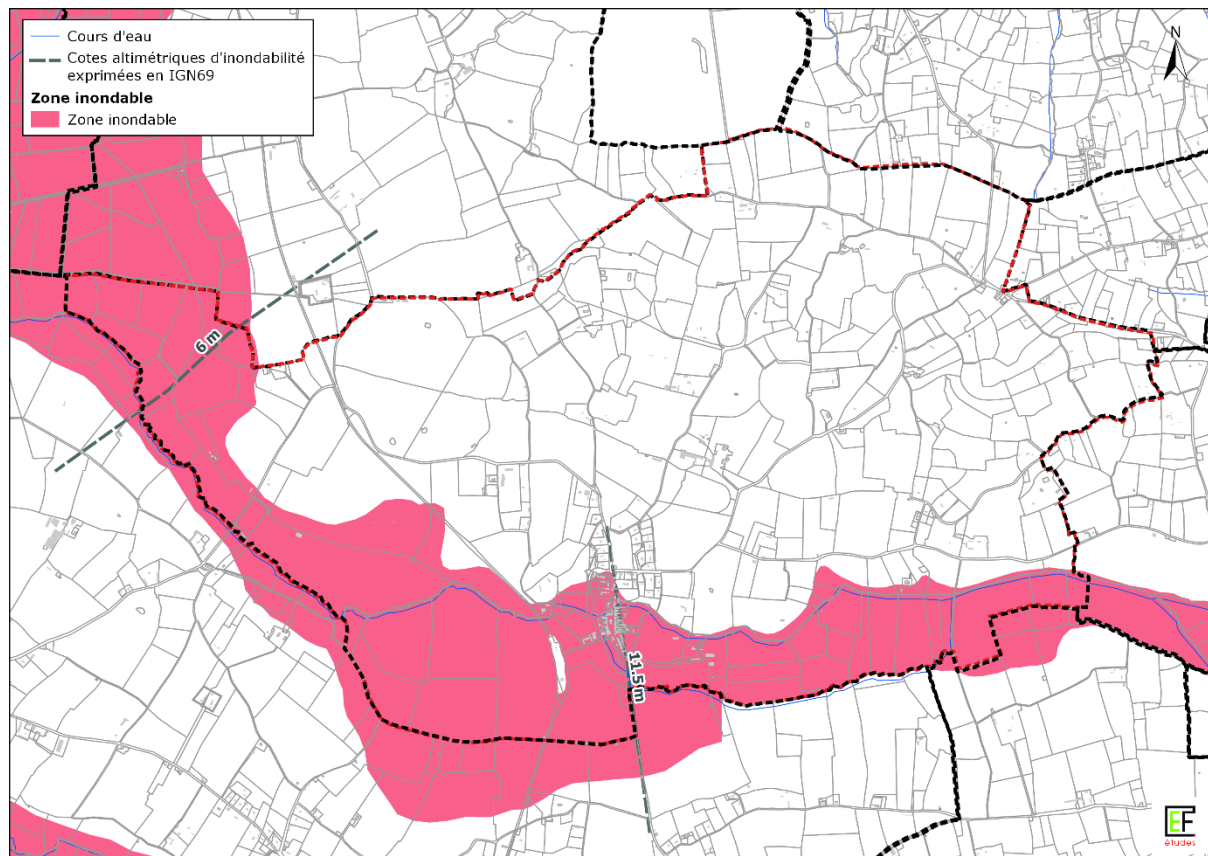 Cours d'eau
Cotes altimétriques d'inondabilité
exprimées en IGN69
Zone inondable
Zone inondable
N
6 m
11.5 m
EF
études